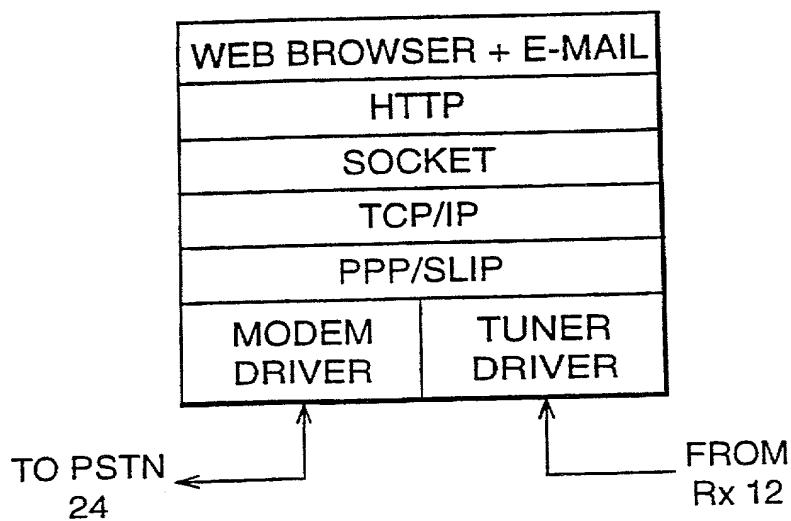 WEB BROWSER + E-MAIL
HTTP
SOCKET
TCP/IP
PPP/SLIP
MODEM
DRIVER
TUNER
DRIVER
TO PSTN
24
FROM
Rx 12